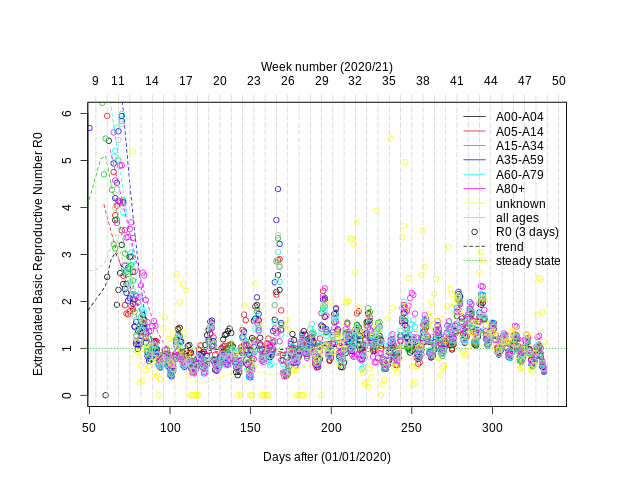 Week number (2020/21)
9 11 14 17 20 23 26 29 32 35 38 41 44 47 50
Extrapolated Basic Reproductive Number R0
6
5
4
3
2
1
0
A00-A04
A05-A14
A15-A34
A35-A59
A60-A79
A80+
unknown
all ages
R0 (3 days)
trend
steady state
50 100 150 200 250 300
Days after (01/01/2020)